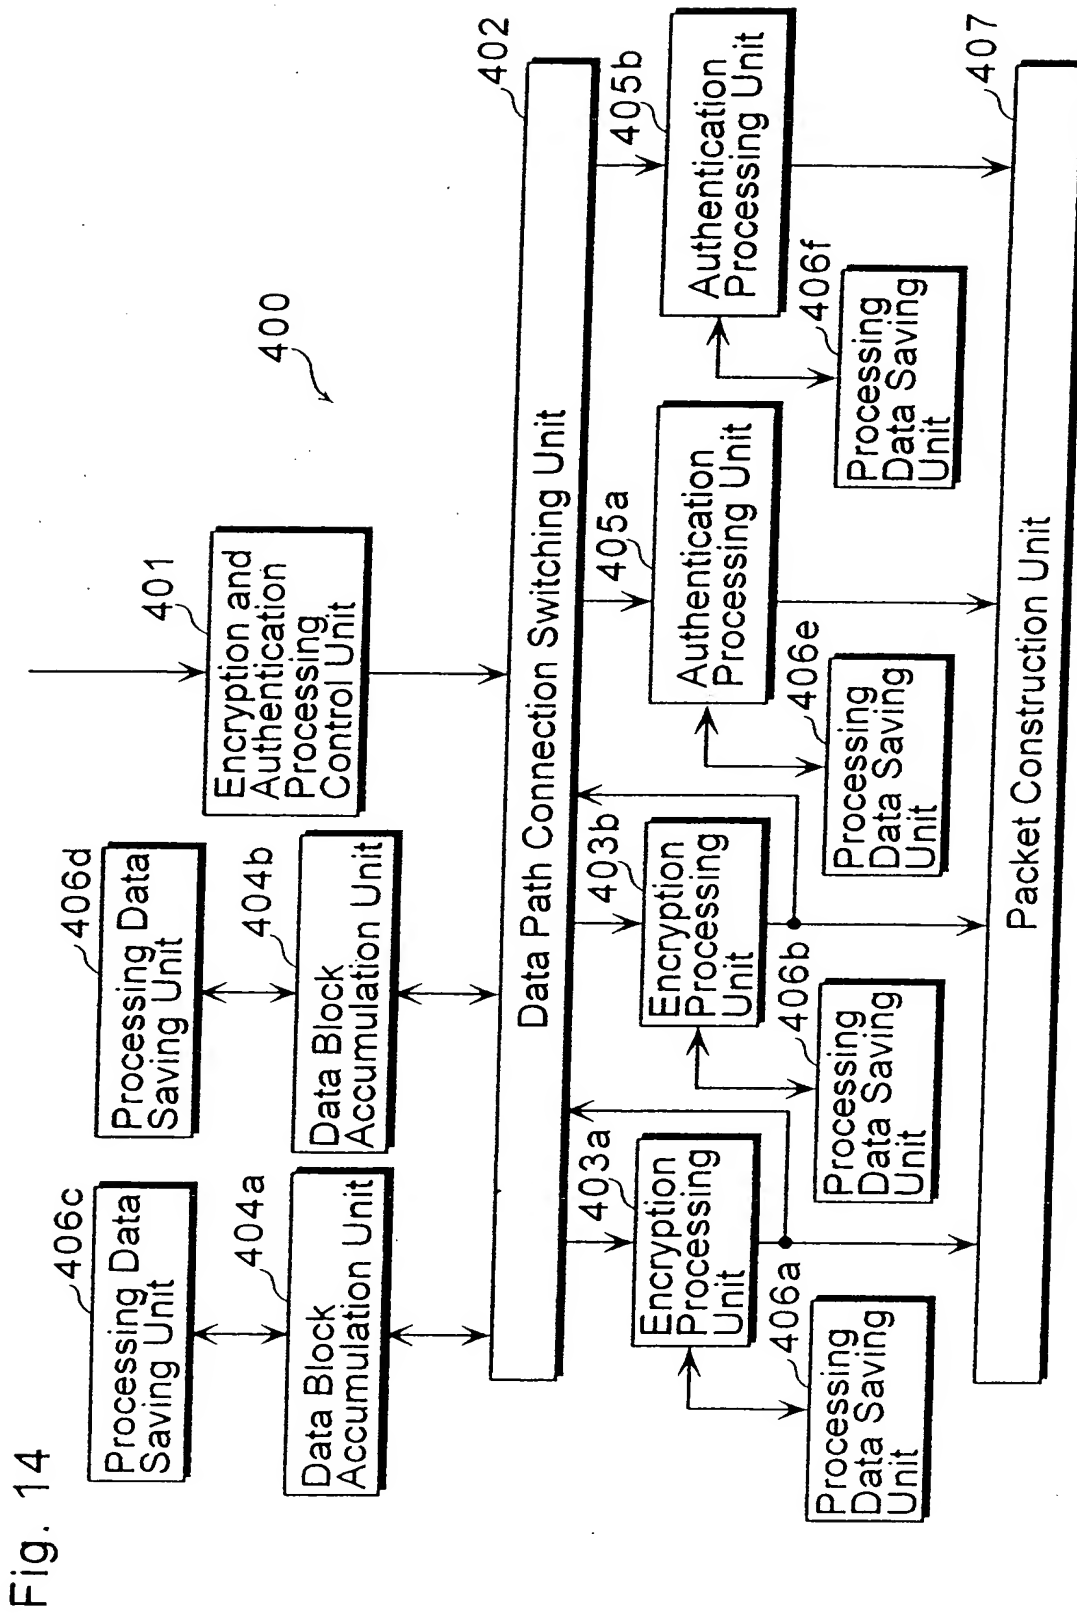 Fig. 14
400
406c
Processing Data
Saving Unit
406d
Processing Data
Saving Unit
401
Encryption and
Authentication
Processing
Control Unit
404a
Data Block
Accumulation Unit
404b
Data Block
Accumulation Unit
402
Data Path Connection Switching Unit
403a
Encryption
Processing
Unit
403b
Encryption
Processing
Unit
405a
Authentication
Processing Unit
405b
Authentication
Processing Unit
406a
Processing
Data Saving
Unit
406b
Processing
Data Saving
Unit
406e
Processing
Data Saving
Unit
406f
Processing
Data Saving
Unit
407
Packet Construction Unit